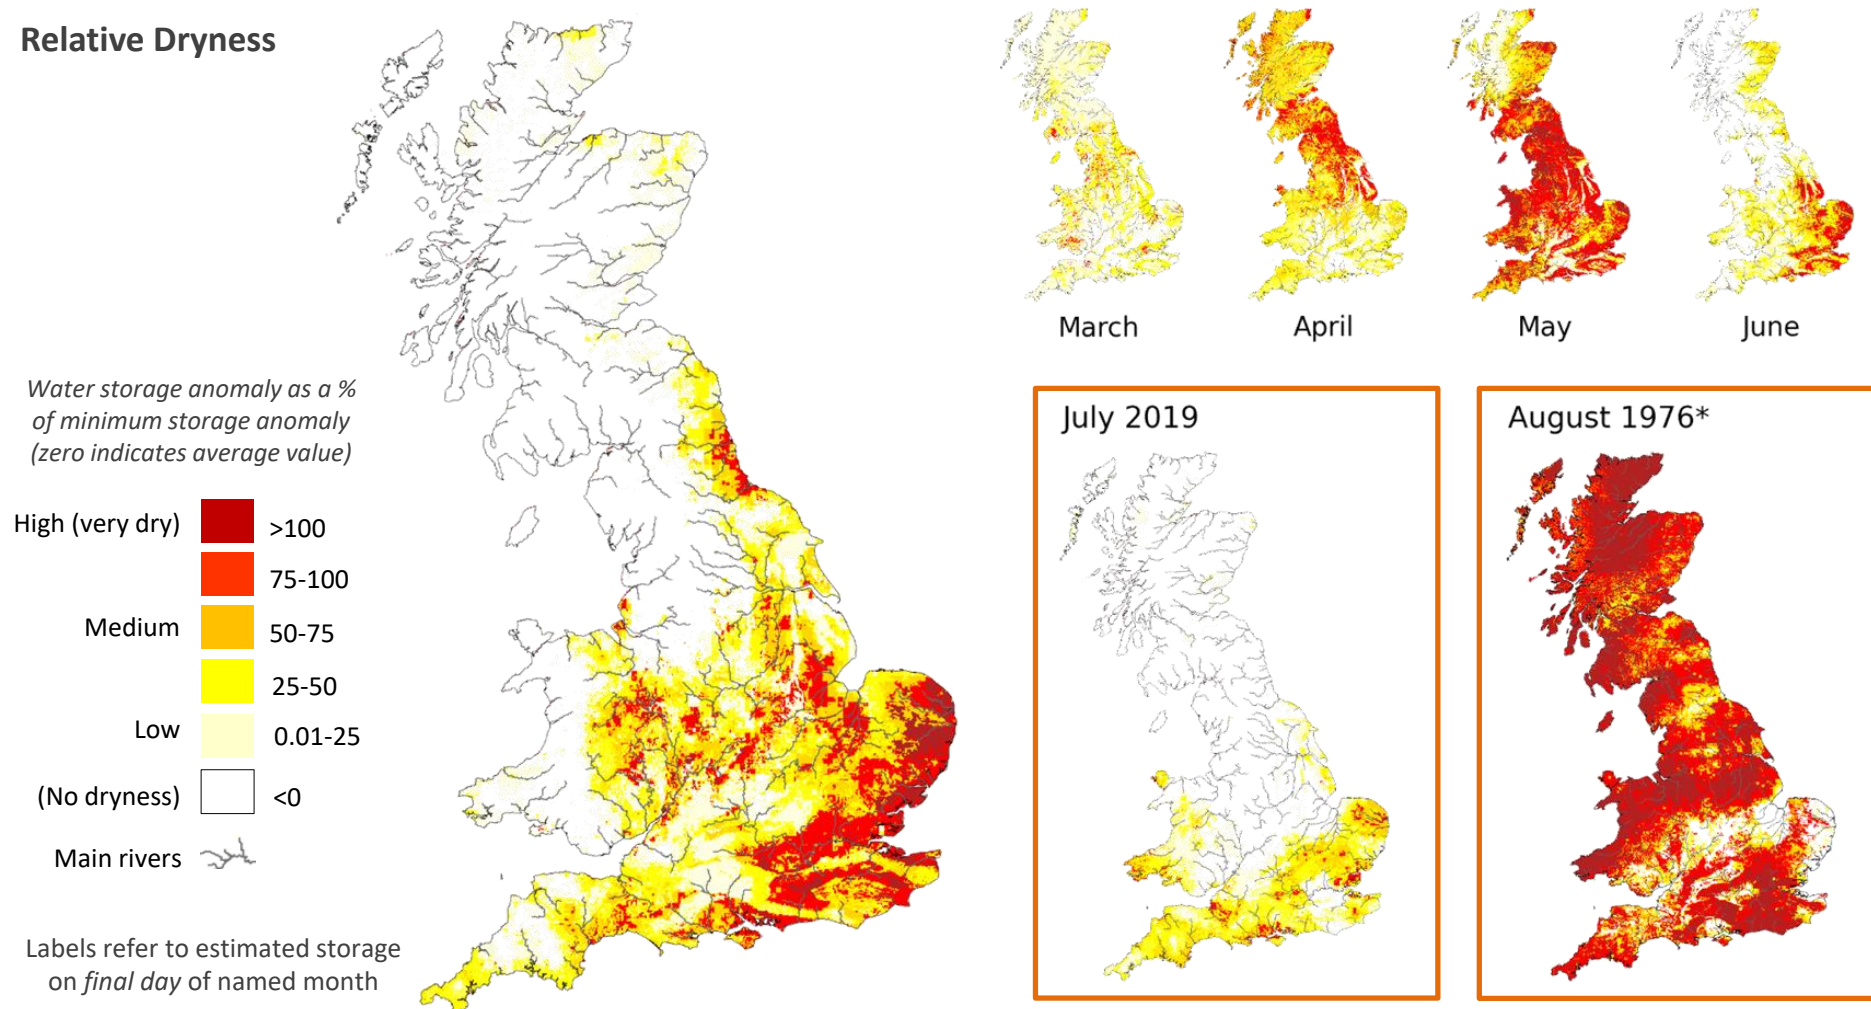 Relative Dryness
Water storage anomaly as a %
of minimum storage anomaly
(zero indicates average value)
High (very dry) >100
75-100
Medium 50-75
25-50
Low 0.01-25
(No dryness) <0
Main rivers
Labels refer to estimated storage
on final day of named month
March
April
May
June
July 2019
August 1976*